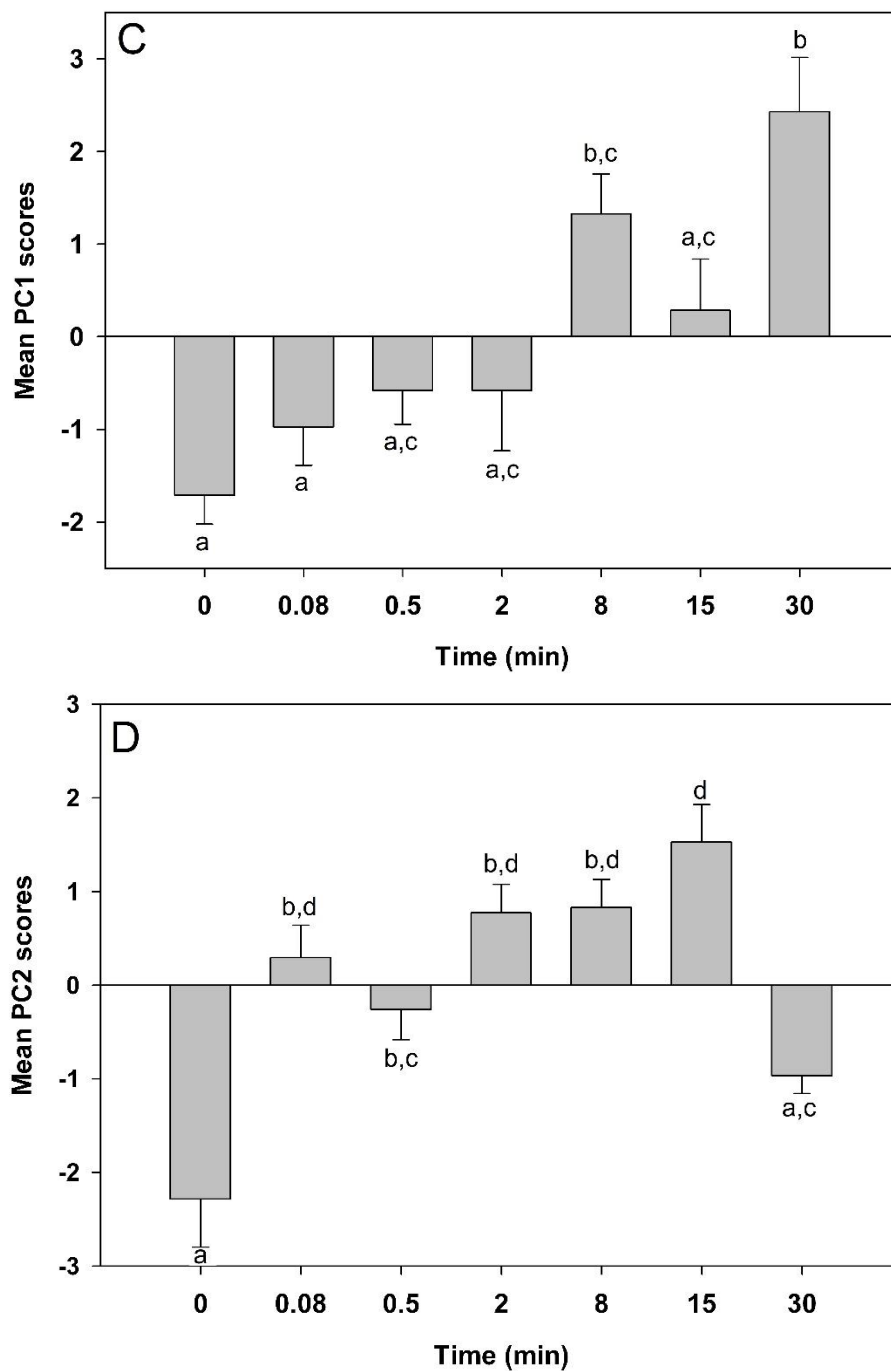 C
Mean PC1 scores
3
2
1
0
-1
-2
a
a
a,c
a,c
b,c
a,c
b
0 0.08 0.5 2 8 15 30
Time (min)
D
Mean PC2 scores
3
2
1
0
-1
-2
-3
a
b,d
b,c
b,d
b,d
d
a,c
0 0.08 0.5 2 8 15 30
Time (min)